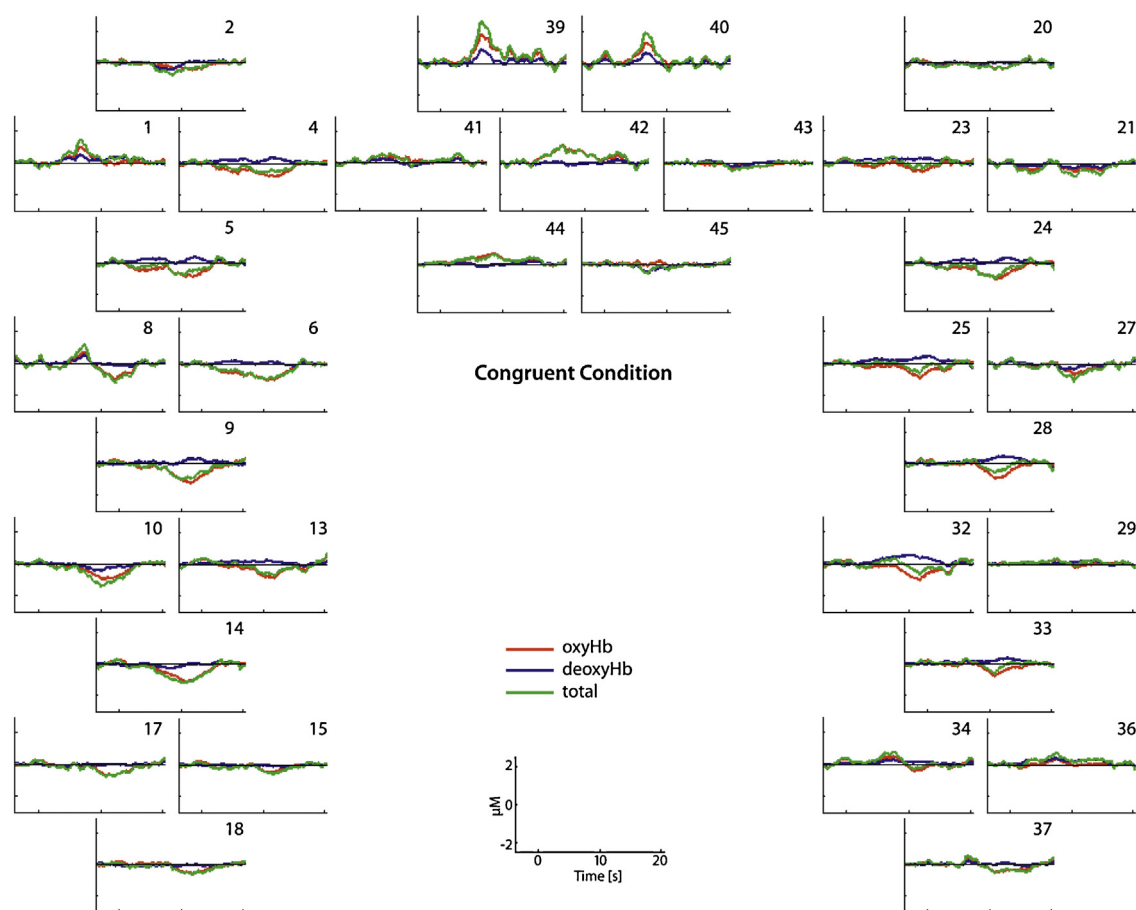 2 39 40 20
1 4 41 42 43 23 21
5 44 45 24
8 6 25 27
Congruent Condition
9 28
10 13 32 29
14 33
oxyHb
deoxyHb
total
17 15 34 36
2
0
-2
μM
0 10 20
Time [s]
18 37